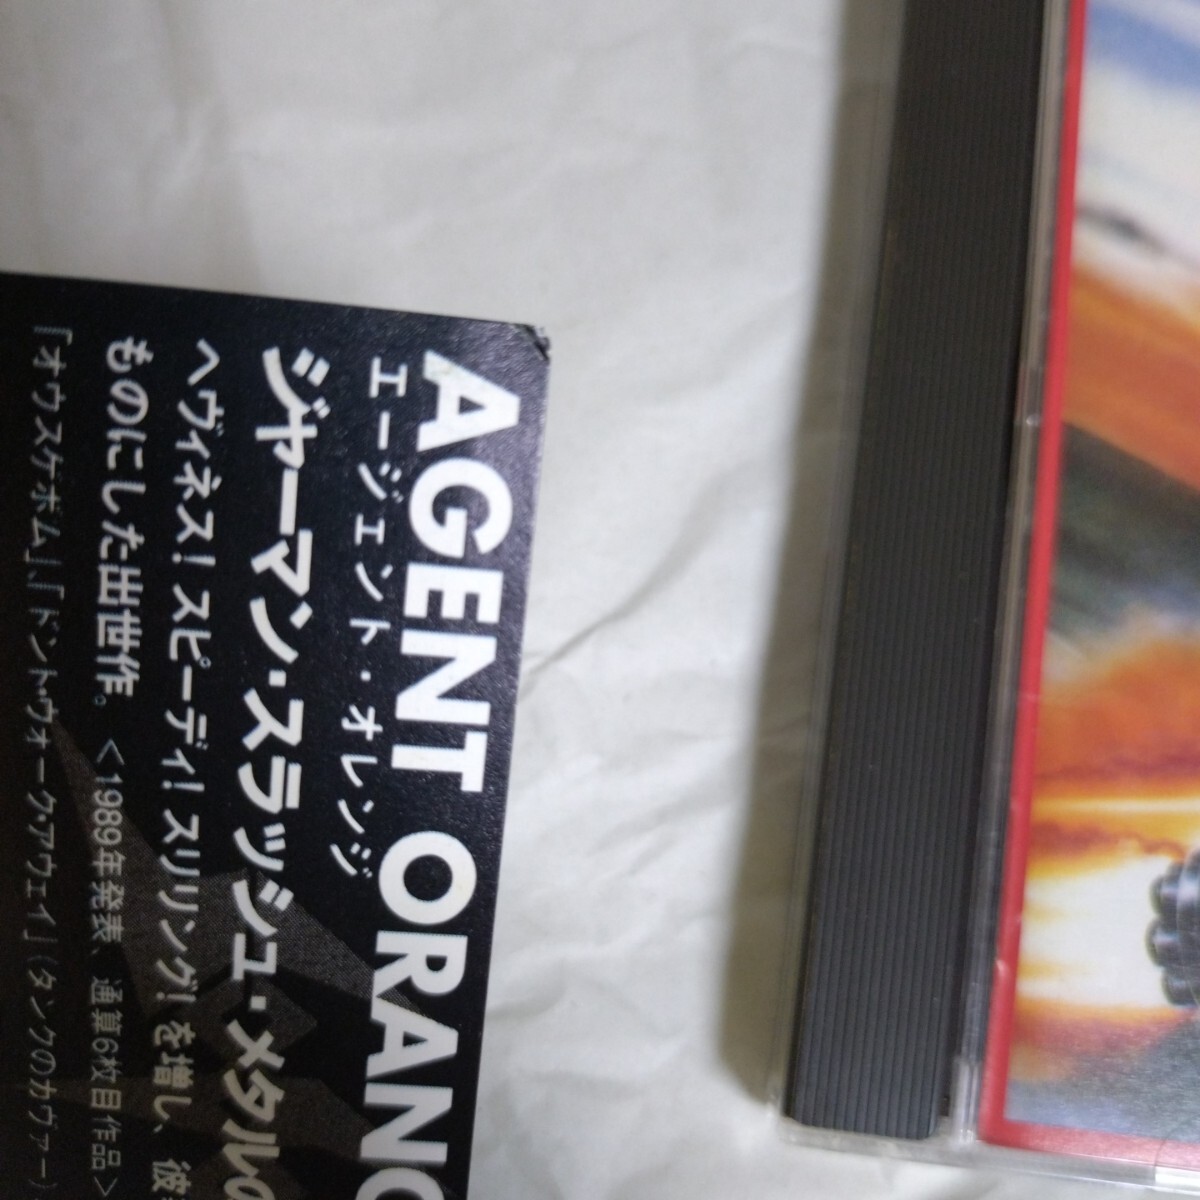 AGENT ORANG
エージェント・オレンジ
ジャーマン・スラッシュ・メタルの
ヘヴィネス！スピーディ！スリリング！を増し、彼
ものにした出世作。〈1989年発表、通算6枚目作品〉
「オウスケボム」、「ドント・ウォーク・アウェイ」（タンクのカヴァー）